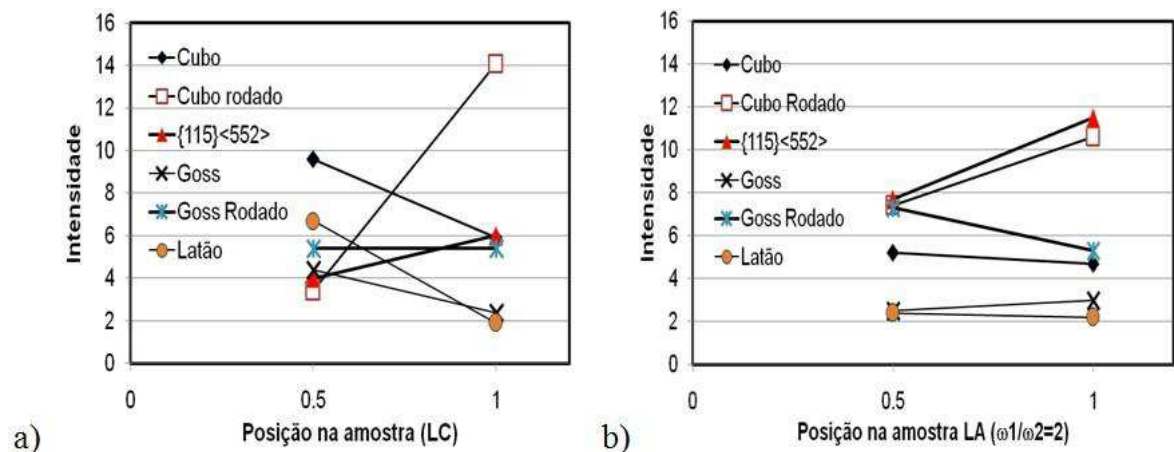 16
14
12
10
8
6
4
2
0
Intensidade
Cubo
Cubo rodado
{115}<552>
Goss
Goss Rodado
Latão
0
0.5
1
Posição na amostra (LC)
a)
16
14
12
10
8
6
4
2
0
Intensidade
Cubo
Cubo Rodado
{115}<552>
Goss
Goss Rodado
Latão
0
0.5
1
Posição na amostra LA (ω1/ω2=2)
b)